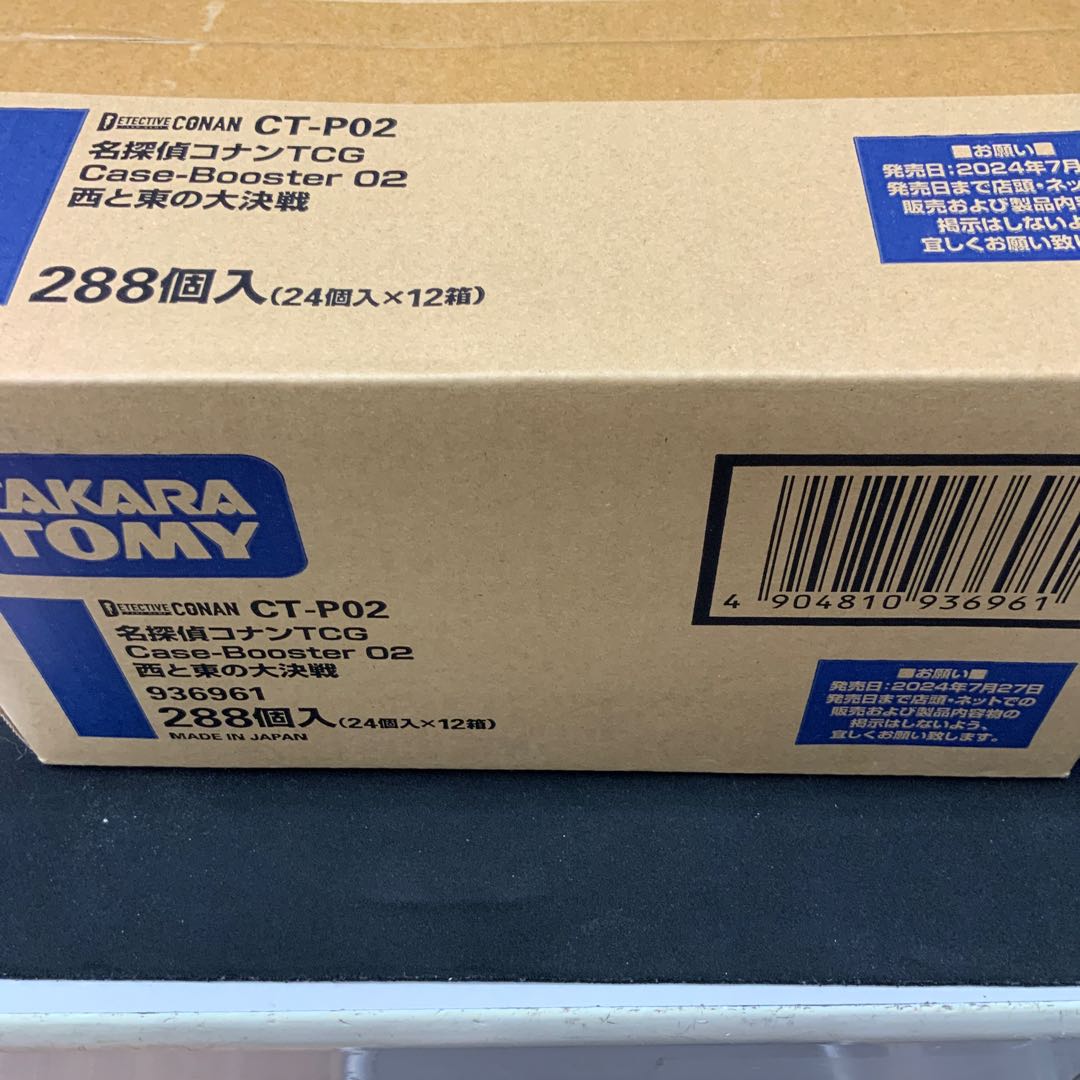 DETECTIVE CONAN CT-P02
名探偵コナンTCG
Case-Booster 02
西と東の大決戦
288個入(24個入×12箱)
■お願い■
発売日:2024年7月
発売日まで店頭・ネット
販売および製品内容
掲示はしないよ
宜しくお願い致し
TAKARA
TOMY
DETECTIVE CONAN CT-P02
名探偵コナンTCG
Case-Booster 02
西と東の大決戦
936961
288個入(24個入×12箱)
MADE IN JAPAN
4 904810 936961
■お願い■
発売日:2024年7月27日
発売日まで店頭・ネットでの
販売および製品内容物の
掲示はしないよう、
宜しくお願い致します。